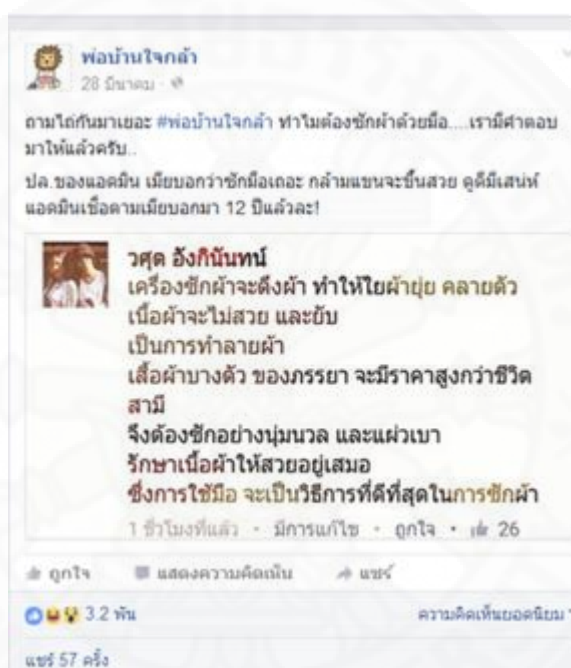 พ่อบ้านใจกล้า
28 มีนาคม ·
ถามไถ่กันมาเยอะ #พ่อบ้านใจกล้า ทำไมต้องซักผ้าด้วยมือ....เรามีคำตอบ
มาให้แล้วครับ..
ปล.ของแอดมิน เมียบอกว่าซักมือเถอะ กล้ามแขนจะขึ้นสวย ดูดีมีเสน่ห์
แอดมินเชื่อตามเมียบอกมา 12 ปีแล้วละ!
วศุด อังกินันทน์
เครื่องซักผ้าจะดึงผ้า ทำให้ใยผ้ายุ่ย คลายตัว
เนื้อผ้าจะไม่สวย และยับ
เป็นการทำลายผ้า
เสื้อผ้าบางตัว ของภรรยา จะมีราคาสูงกว่าชีวิต
สามี
จึงต้องซักอย่างนุ่มนวล และแผ่วเบา
รักษาเนื้อผ้าให้สวยอยู่เสมอ
ซึ่งการใช้มือ จะเป็นวิธีการที่ดีที่สุดในการซักผ้า
1 ชั่วโมงที่แล้ว · มีการแก้ไข · ถูกใจ · 26
ถูกใจ แสดงความคิดเห็น แชร์
3.2 พัน ความคิดเห็นยอดนิยม
แชร์ 57 ครั้ง